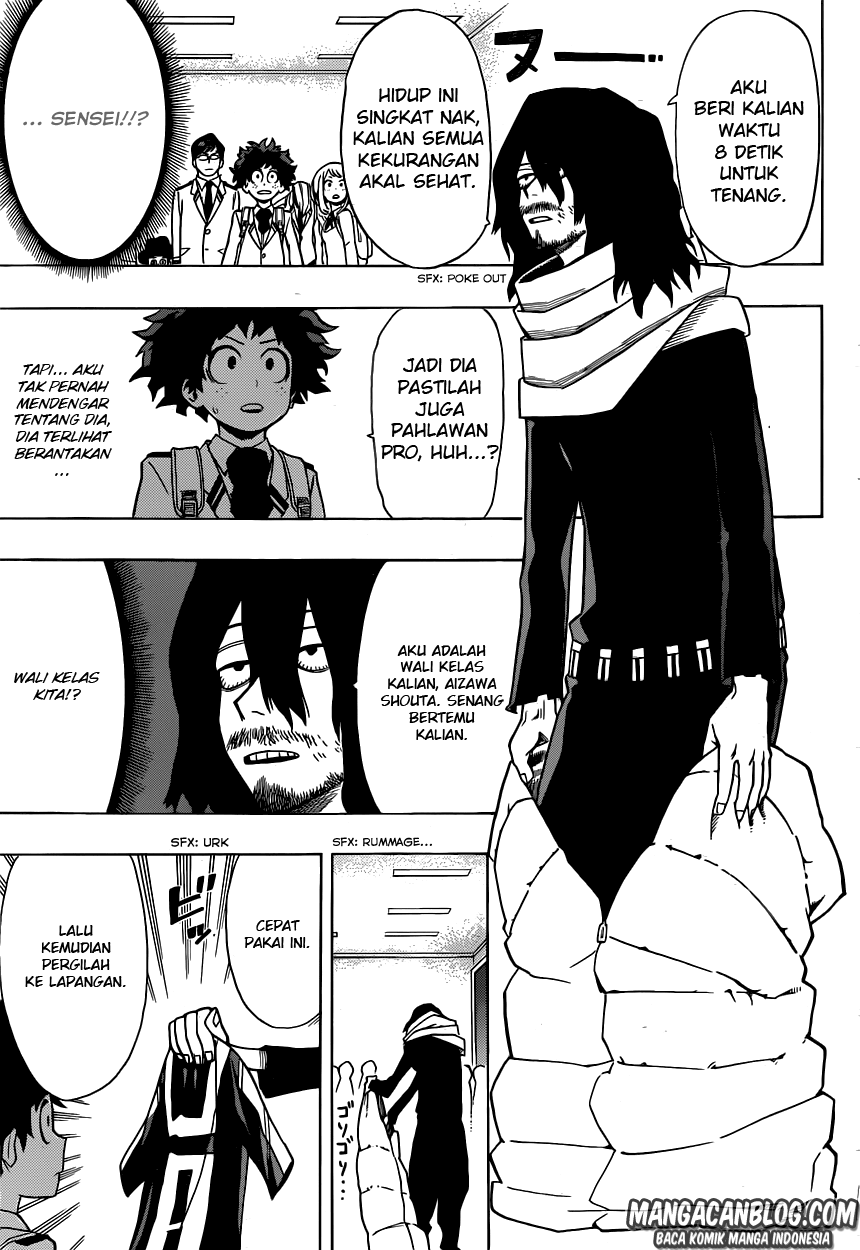 AKU
BERI KALIAN
WAKTU
8 DETIK
UNTUK
TENANG.
ヌー
HIDUP INI
SINGKAT NAK,
KALIAN SEMUA
KEKURANGAN
AKAL SEHAT.
... SENSEI!!?
SFX: POKE OUT
JADI DIA
PASTILAH
JUGA
PAHLAWAN
PRO, HUH...?
TAPI... AKU
TAK PERNAH
MENDENGAR
TENTANG DIA,
DIA TERLIHAT
BERANTAKAN
...
AKU ADALAH
WALI KELAS
KALIAN, AIZAWA
SHOUTA. SENANG
BERTEMU
KALIAN.
WALI KELAS
KITA!?
SFX: RUMMAGE...
ゴソ
ゴソ...
SFX: URK
ビッ
CEPAT
PAKAI INI.
LALU
KEMUDIAN
PERGILAH
KE LAPANGAN.
MANGACANBLOG.COM
BACA KOMIK MANGA INDONESIA